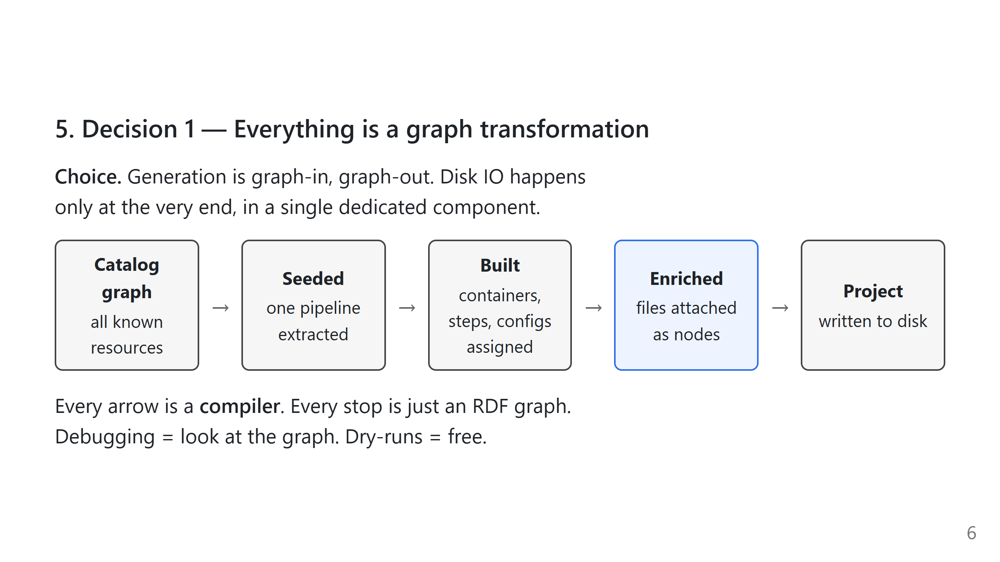 5. Decision 1 — Everything is a graph transformation
Choice. Generation is graph-in, graph-out. Disk IO happens
only at the very end, in a single dedicated component.
Catalog
graph
all known
resources
→
Seeded
one pipeline
extracted
→
Built
containers,
steps, configs
assigned
→
Enriched
files attached
as nodes
→
Project
written to disk
Every arrow is a compiler. Every stop is just an RDF graph.
Debugging = look at the graph. Dry-runs = free.
6